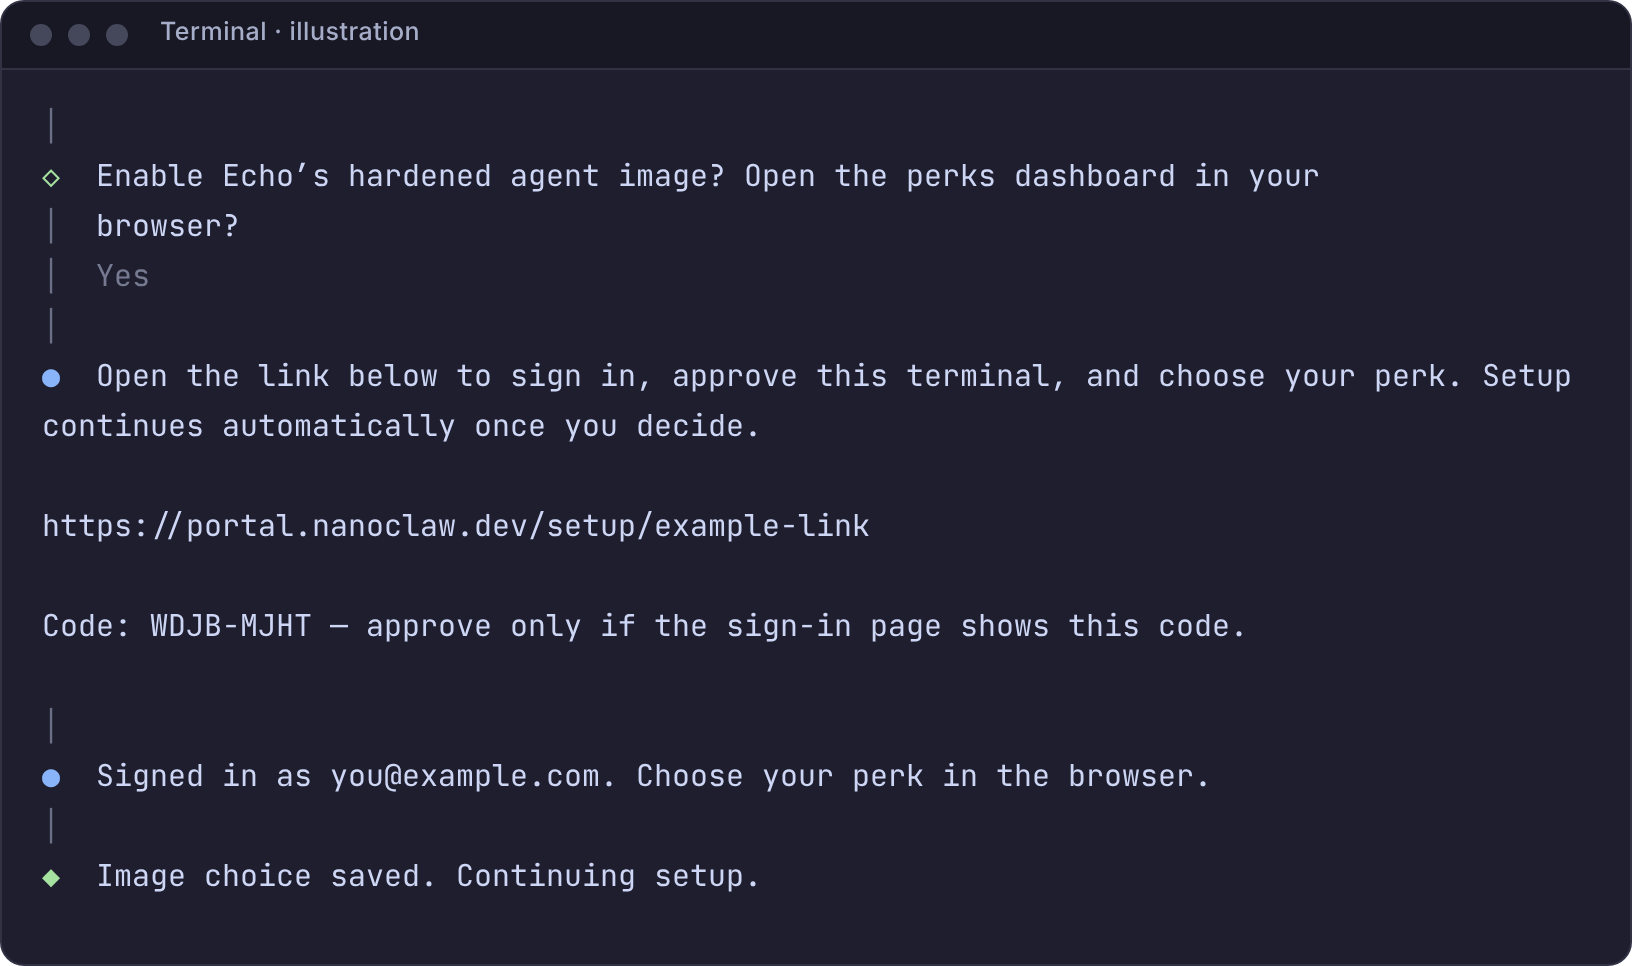 Terminal · illustration
Enable Echo’s hardened agent image? Open the perks dashboard in your
browser?
Yes
Open the link below to sign in, approve this terminal, and choose your perk. Setup
continues automatically once you decide.
https://portal.nanoclaw.dev/setup/example-link
Code: WDJB-MJHT — approve only if the sign-in page shows this code.
Signed in as you@example.com. Choose your perk in the browser.
Image choice saved. Continuing setup.